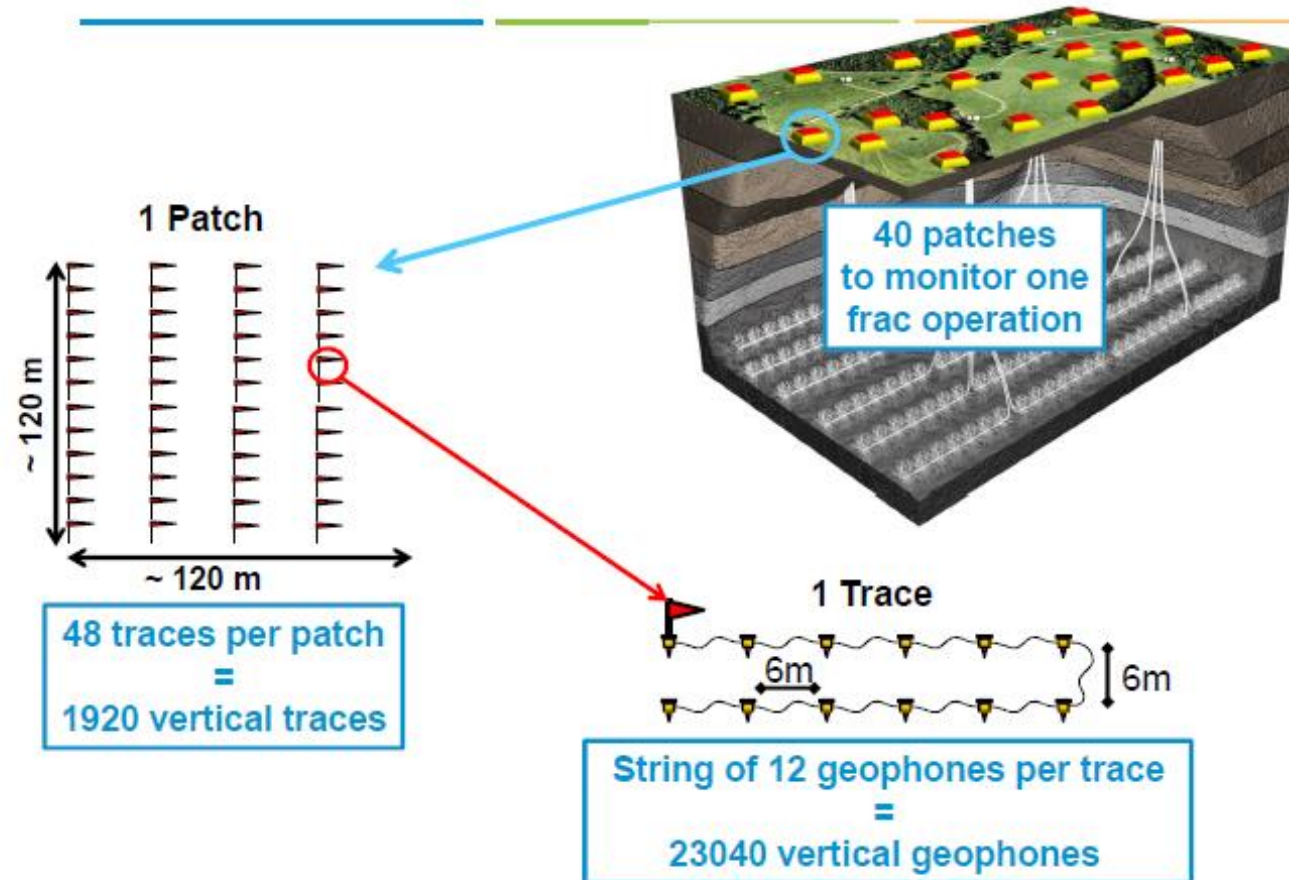 40 patches
to monitor one
frac operation
1 Patch
~ 120 m
~ 120 m
48 traces per patch
=
1920 vertical traces
1 Trace
6m
6m
String of 12 geophones per trace
=
23040 vertical geophones